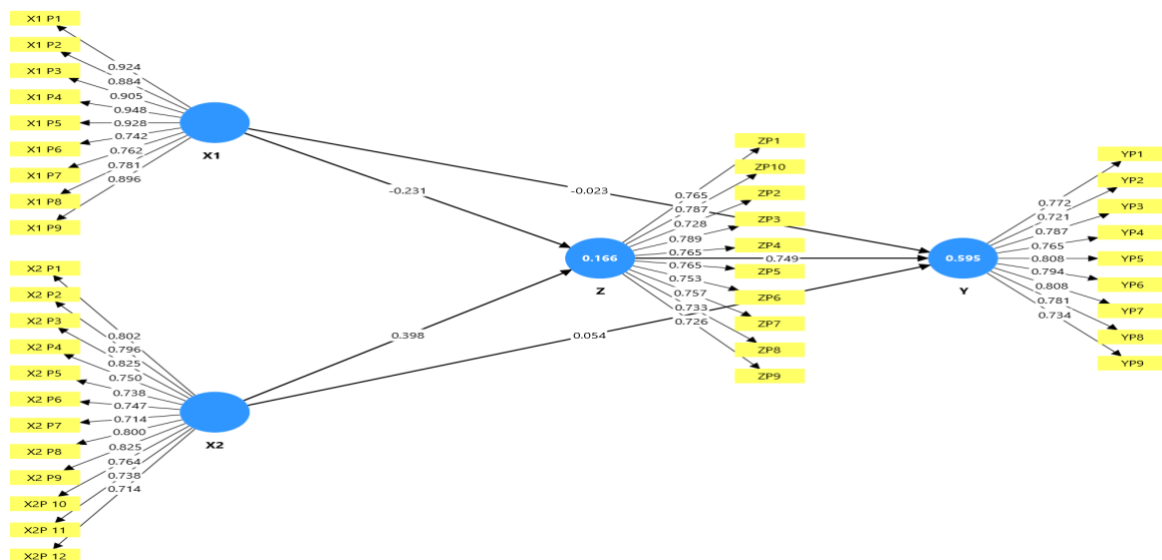 X1 P1
X1 P2
X1 P3
X1 P4
X1 P5
X1 P6
X1 P7
X1 P8
X1 P9
0.924
0.884
0.905
0.948
0.928
0.742
0.762
0.781
0.896
X1
X2 P1
X2 P2
X2 P3
X2 P4
X2 P5
X2 P6
X2 P7
X2 P8
X2 P9
X2P 10
X2P 11
X2P 12
0.802
0.796
0.825
0.750
0.738
0.747
0.714
0.800
0.825
0.764
0.738
0.714
X2
-0.231
-0.023
0.398
0.054
0.166
Z
0.765
0.787
0.728
0.789
0.765
0.765
0.753
0.757
0.733
0.726
ZP1
ZP10
ZP2
ZP3
ZP4
0.749
ZP5
ZP6
ZP7
ZP8
ZP9
0.595
Y
0.772
0.721
0.787
0.765
0.808
0.794
0.808
0.781
0.734
YP1
YP2
YP3
YP4
YP5
YP6
YP7
YP8
YP9